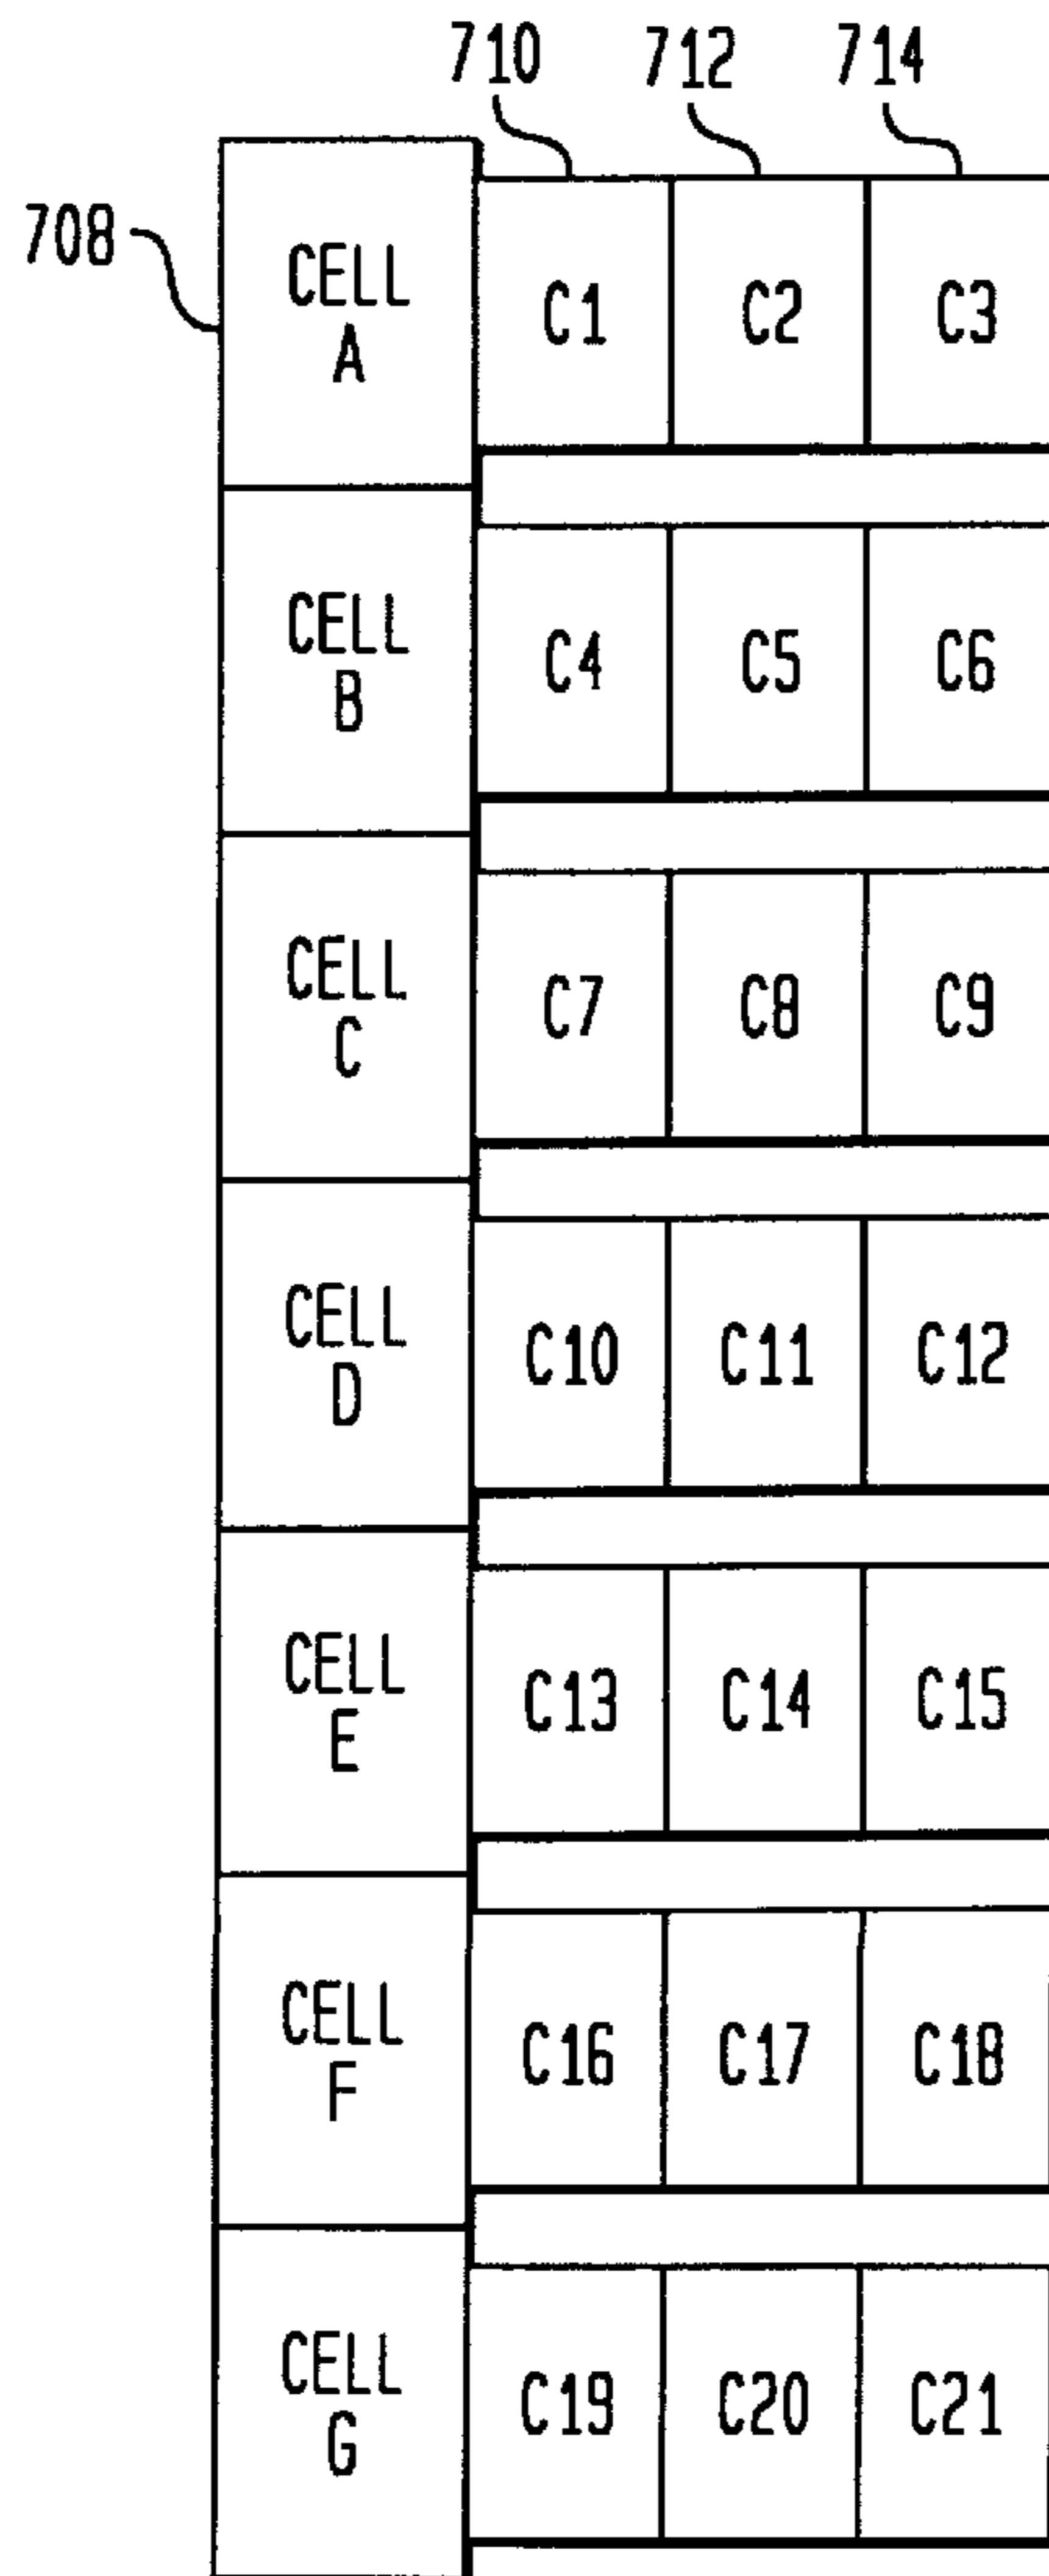 710 712 714
708
CELL
A
C1 C2 C3
CELL
B
C4 C5 C6
CELL
C
C7 C8 C9
CELL
D
C10 C11 C12
CELL
E
C13 C14 C15
CELL
F
C16 C17 C18
CELL
G
C19 C20 C21